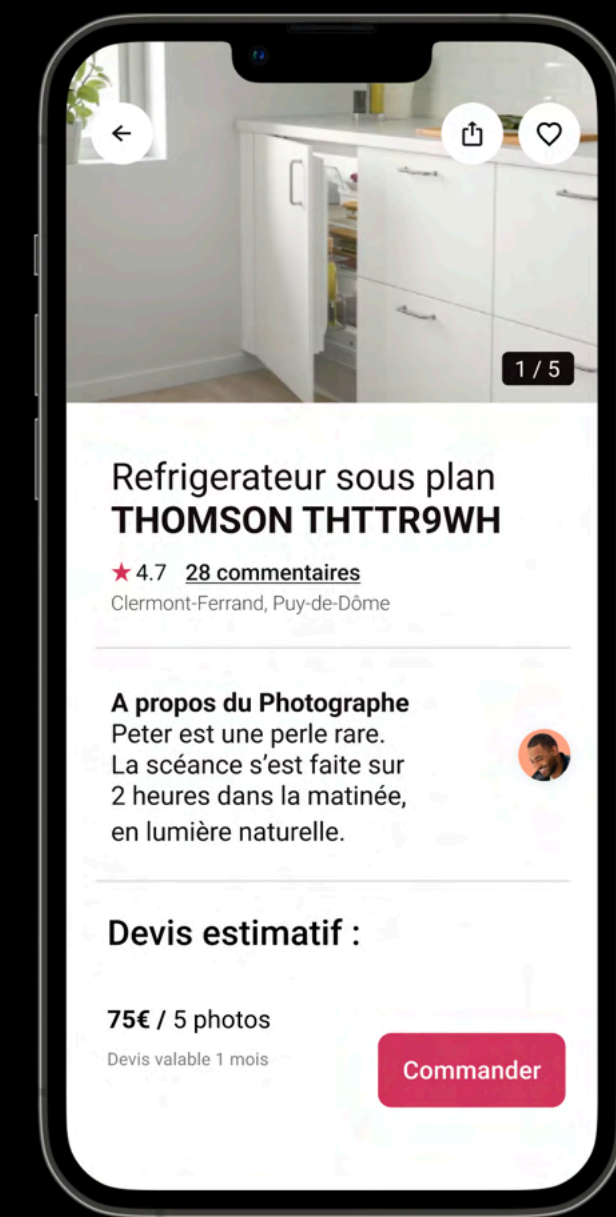 1 / 5
Refrigerateur sous plan
THOMSON THTTR9WH
★ 4.7 28 commentaires
Clermont-Ferrand, Puy-de-Dôme
A propos du Photographe
Peter est une perle rare.
La scéance s’est faite sur
2 heures dans la matinée,
en lumière naturelle.
Devis estimatif :
75€ / 5 photos
Devis valable 1 mois
Commander